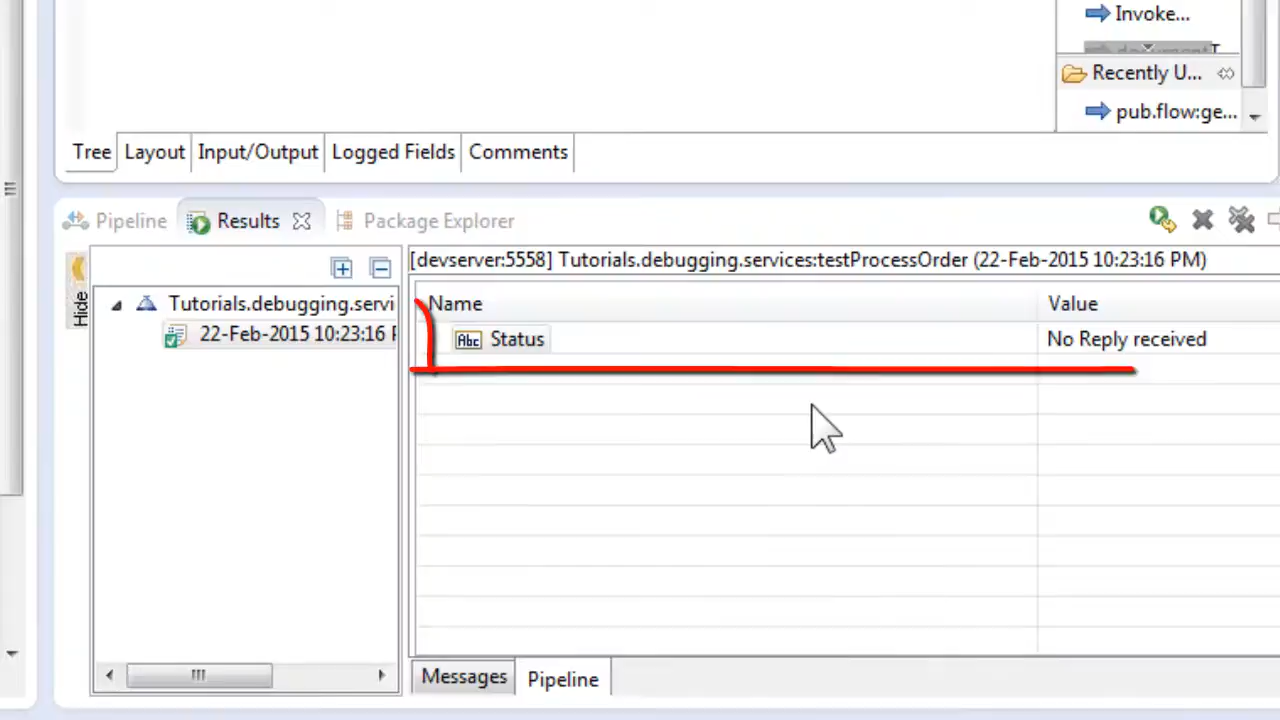 Invoke...
Recently U...
pub.flow:ge...
Tree Layout Input/Output Logged Fields Comments
Pipeline Results Package Explorer
[devserver:5558] Tutorials.debugging.services:testProcessOrder (22-Feb-2015 10:23:16 PM)
Hide
Tutorials.debugging.servi
22-Feb-2015 10:23:16
Name Value
Abc Status No Reply received
Messages Pipeline